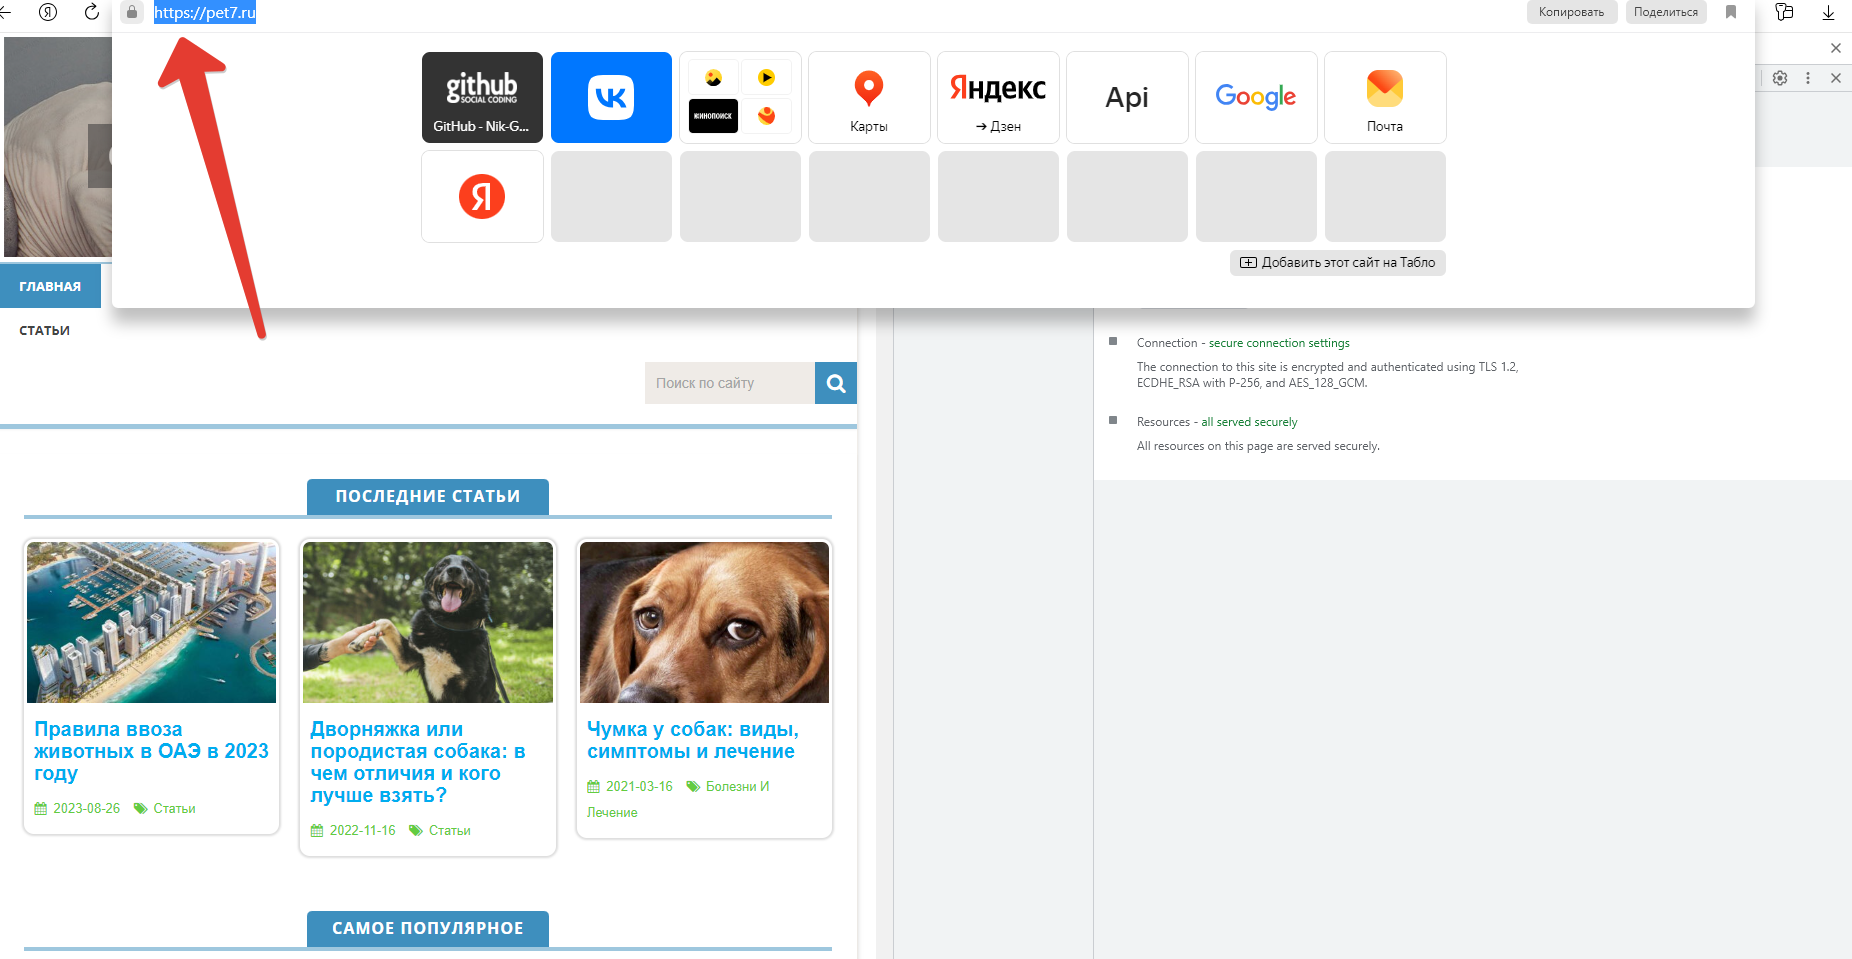 https://pet7.ru
Копировать
Поделиться
github
SOCIAL CODING
GitHub - Nik-G...
VK
КИНОПОИСК
Карты
Яндекс
→ Дзен
Api
Google
Почта
Я
Добавить этот сайт на Табло
ГЛАВНАЯ
СТАТЬИ
Поиск по сайту
Connection - secure connection settings
The connection to this site is encrypted and authenticated using TLS 1.2,
ECDHE_RSA with P-256, and AES_128_GCM.
Resources - all served securely
All resources on this page are served securely.
ПОСЛЕДНИЕ СТАТЬИ
Правила ввоза
животных в ОАЭ в 2023
году
2023-08-26 Статьи
Дворняжка или
породистая собака: в
чем отличия и кого
лучше взять?
2022-11-16 Статьи
Чумка у собак: виды,
симптомы и лечение
2021-03-16 Болезни И
Лечение
САМОЕ ПОПУЛЯРНОЕ